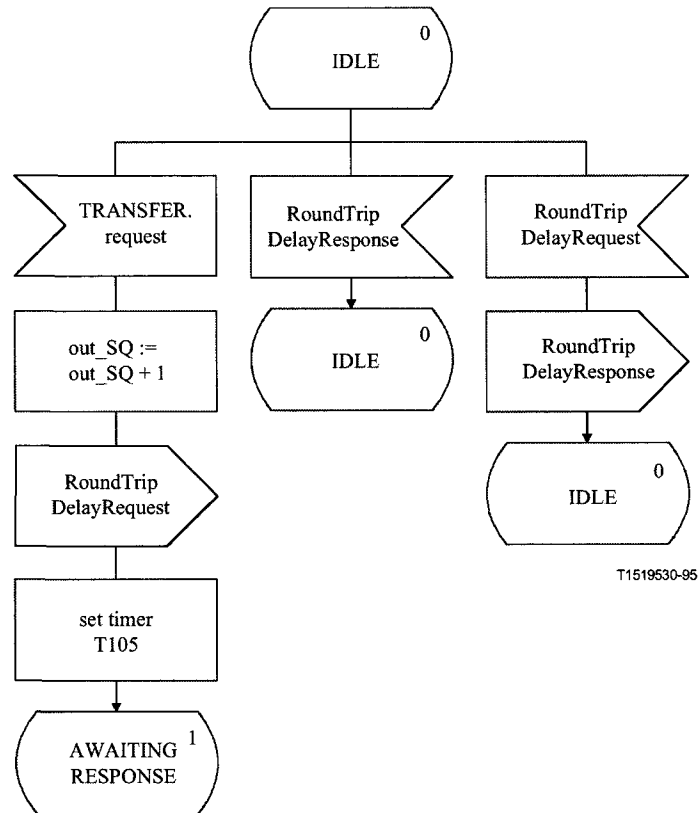 0
IDLE
TRANSFER.
request
RoundTrip
DelayResponse
RoundTrip
DelayRequest
out_SQ :=
out_SQ + 1
0
IDLE
RoundTrip
DelayResponse
RoundTrip
DelayRequest
0
IDLE
T1519530-95
set timer
T105
AWAITING 1
RESPONSE